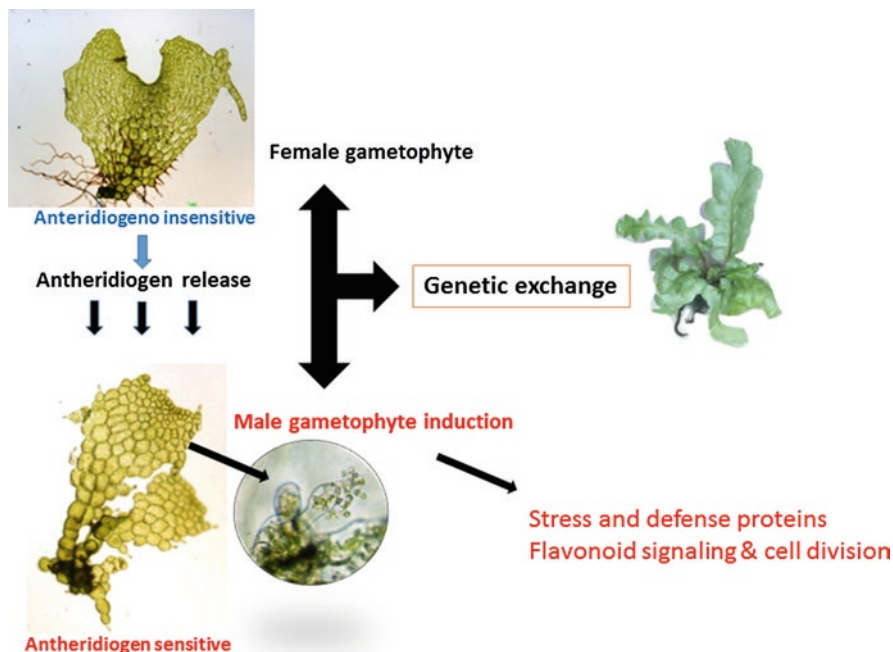 Female gametophyte
Anteridiogeno insensitive
Antheridiogen release
Genetic exchange
Male gametophyte induction
Stress and defense proteins
Flavonoid signaling & cell division
Antheridiogen sensitive